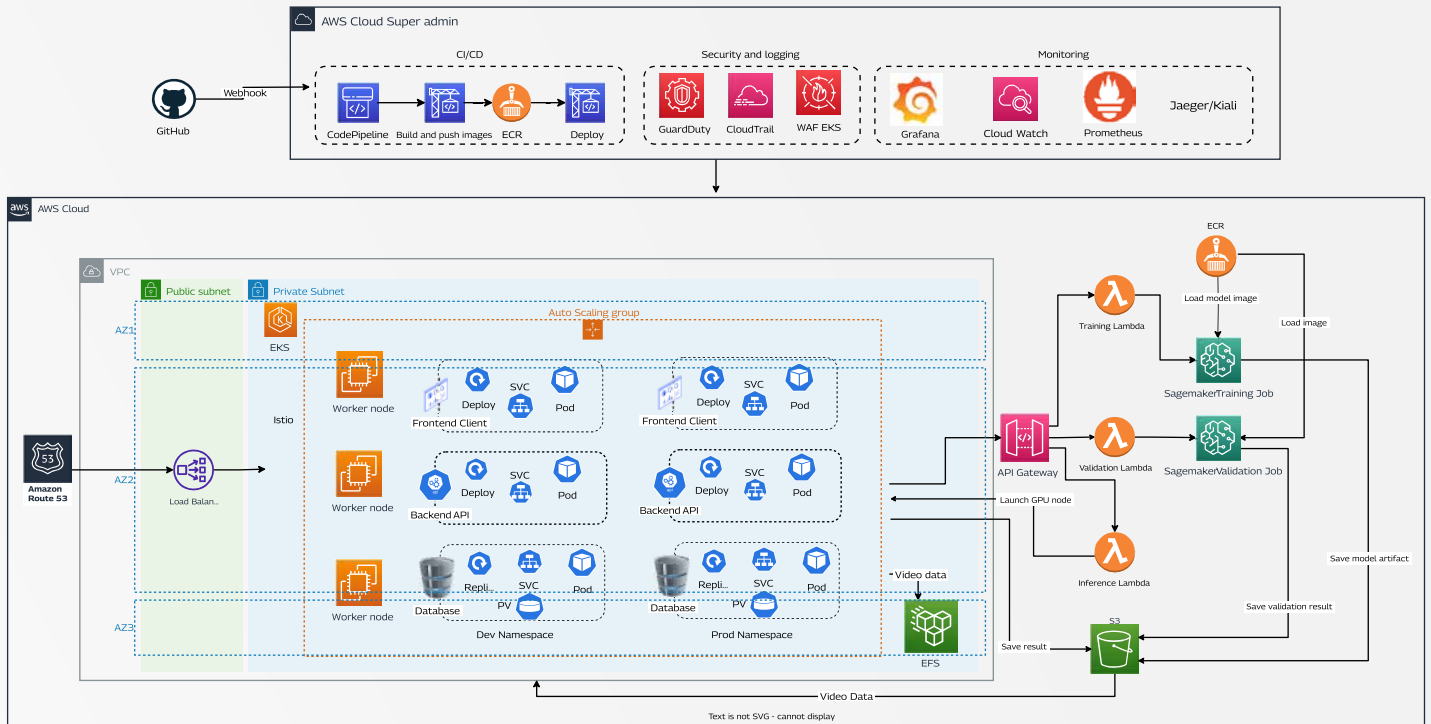 AWS Cloud Super admin
CI/CD
Security and logging
Monitoring
GitHub
Webhook
CodePipeline
Build and push images
ECR
Deploy
GuardDuty
CloudTrail
WAF EKS
Grafana
Cloud Watch
Prometheus
Jaeger/Kiali
aws
AWS Cloud
VPC
Public subnet
Private Subnet
AZ1
EKS
Auto Scaling group
Worker node
Frontend Client
Deploy
SVC
Pod
Frontend Client
Deploy
SVC
Pod
Istio
53
Amazon
Route 53
AZ2
Load Balan...
Worker node
Backend API
Deploy
SVC
Pod
Backend API
Deploy
SVC
Pod
Worker node
Database
Repli...
SVC
Pod
PV
Database
Repli...
SVC
Pod
PV
AZ3
Dev Namespace
Prod Namespace
Video data
EFS
ECR
Load model image
Load image
Training Lambda
SagemakerTraining Job
API Gateway
Validation Lambda
SagemakerValidation Job
Launch GPU node
Inference Lambda
Save model artifact
Save validation result
S3
Save result
Video Data
Text is not SVG - cannot display